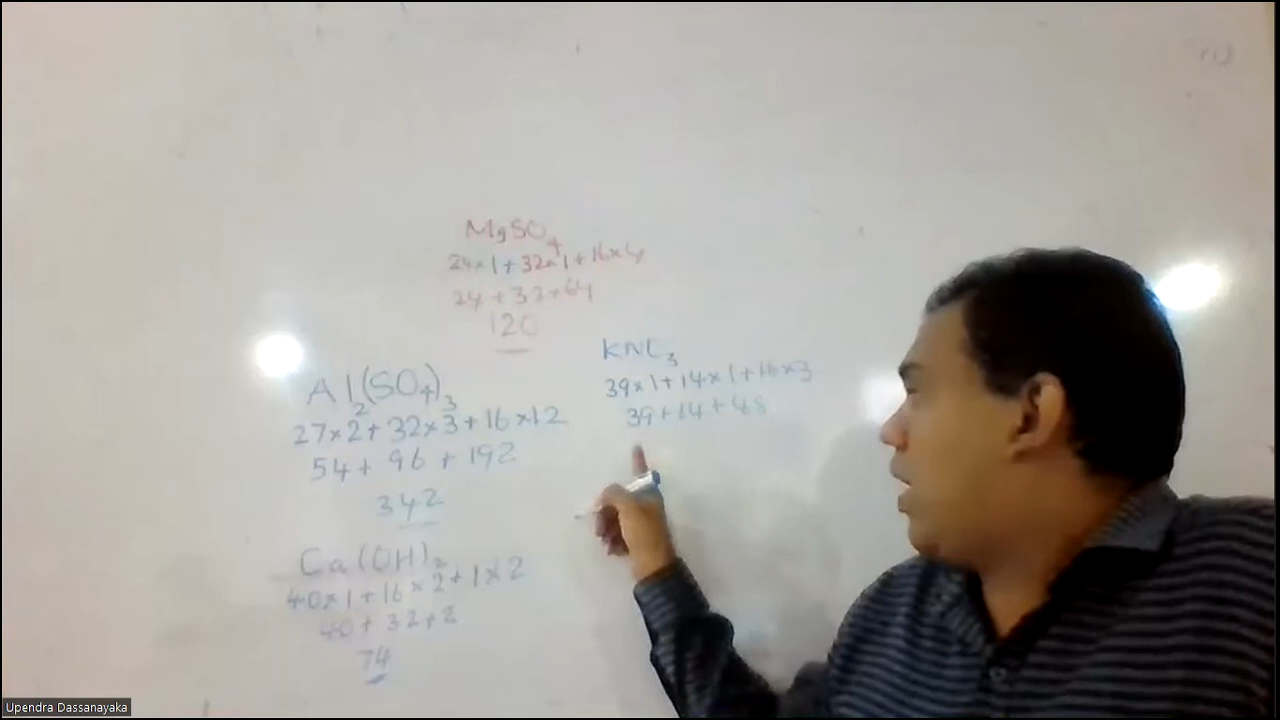 MgSO4
24×1+32×1+16×4
24+32+64
120
KNO3
39×1+14×1+16×3
39+14+48
Al2(SO4)3
27×2+32×3+16×12
54+96+192
342
Ca(OH)2
40×1+16×2+1×2
40+32+2
74
Upendra Dassanayaka